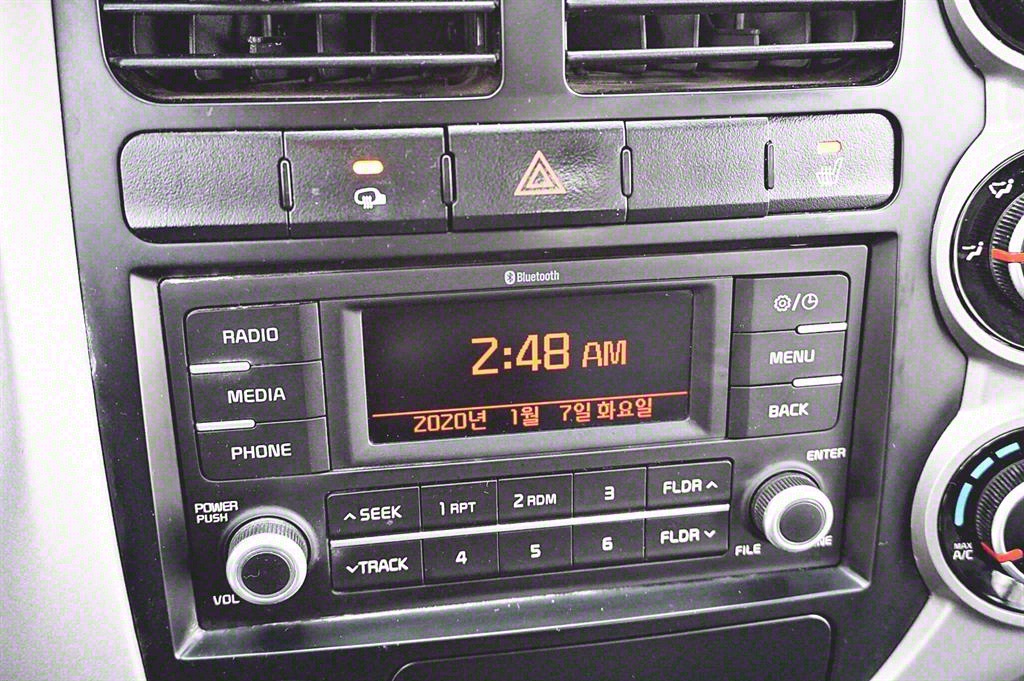 Bluetooth
RADIO
MEDIA
PHONE
2:48 AM
2020년 1월 7일 화요일
MENU
BACK
ENTER
POWER
PUSH
VOL
SEEK
1 RPT
2 RDM
3
FLDR
TRACK
4
5
6
FLDR
FILE
MAX
A/C